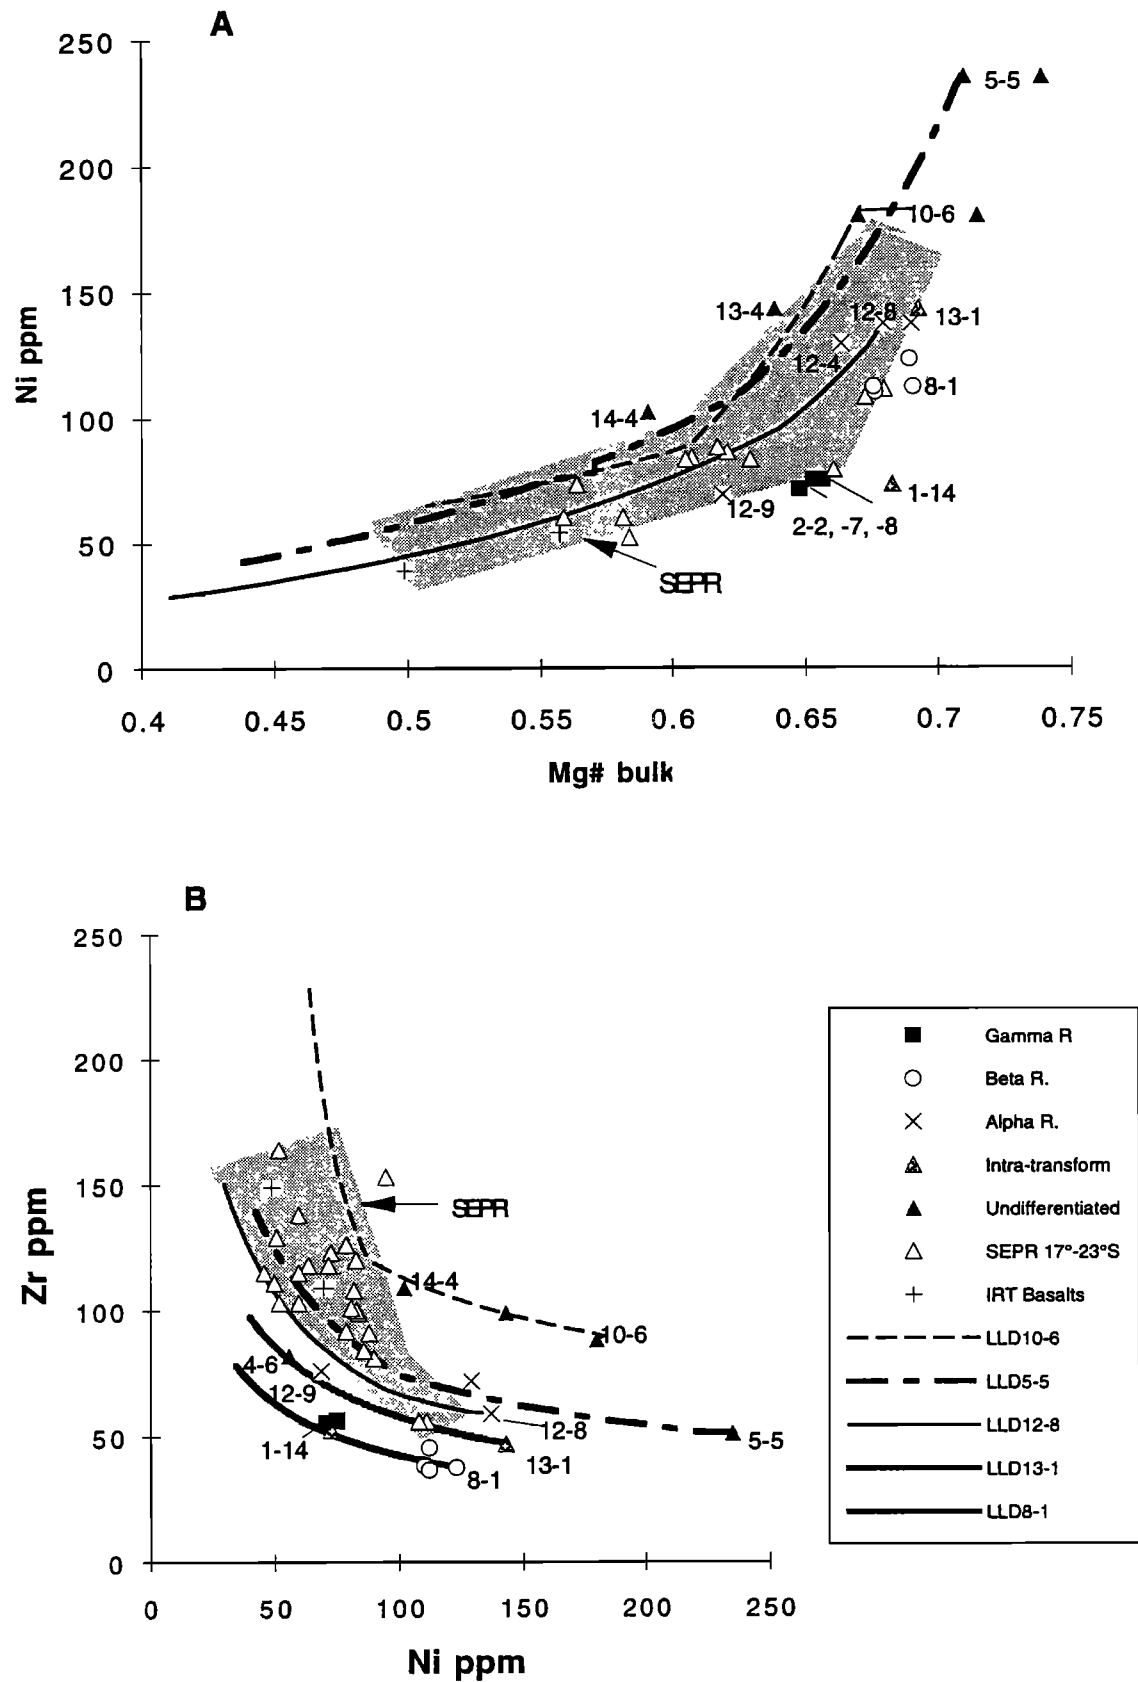 A
250
5-5
200
10-6
150
13-4
12-8
13-1
Ni ppm
12-4
8-1
100
14-4
1-14
12-9
2-2, -7, -8
50
SEPR
0
0.4 0.45 0.5 0.55 0.6 0.65 0.7 0.75
Mg# bulk
B
250
200
150
SEPR
Zr ppm
14-4
100
10-6
4-6
12-9
12-8
50
5-5
1-14
13-1
8-1
0
0 50 100 150 200 250
Ni ppm
Gamma R
Beta R.
Alpha R.
Intra-transform
Undifferentiated
SEPR 17°-23°S
IRT Basalts
LLD10-6
LLD5-5
LLD12-8
LLD13-1
LLD8-1